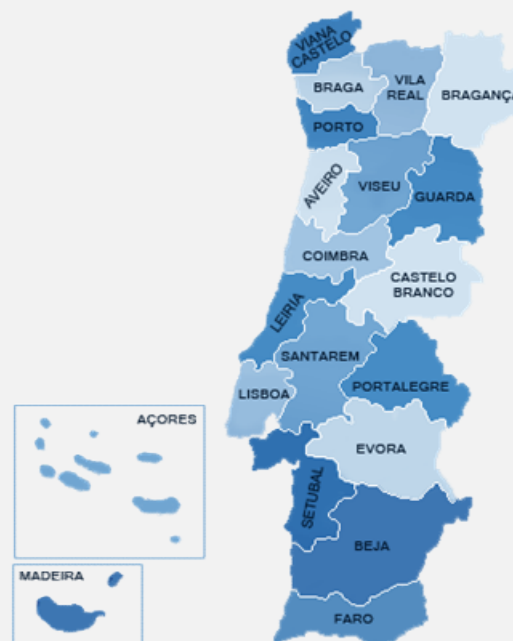 VIANA
CASTELO
BRAGA
VILA
REAL
BRAGANÇA
PORTO
AVEIRO
VISEU
GUARDA
COIMBRA
CASTELO
BRANCO
LEIRIA
SANTAREM
LISBOA
PORTALEGRE
AÇORES
EVORA
SETUBAL
BEJA
MADEIRA
FARO